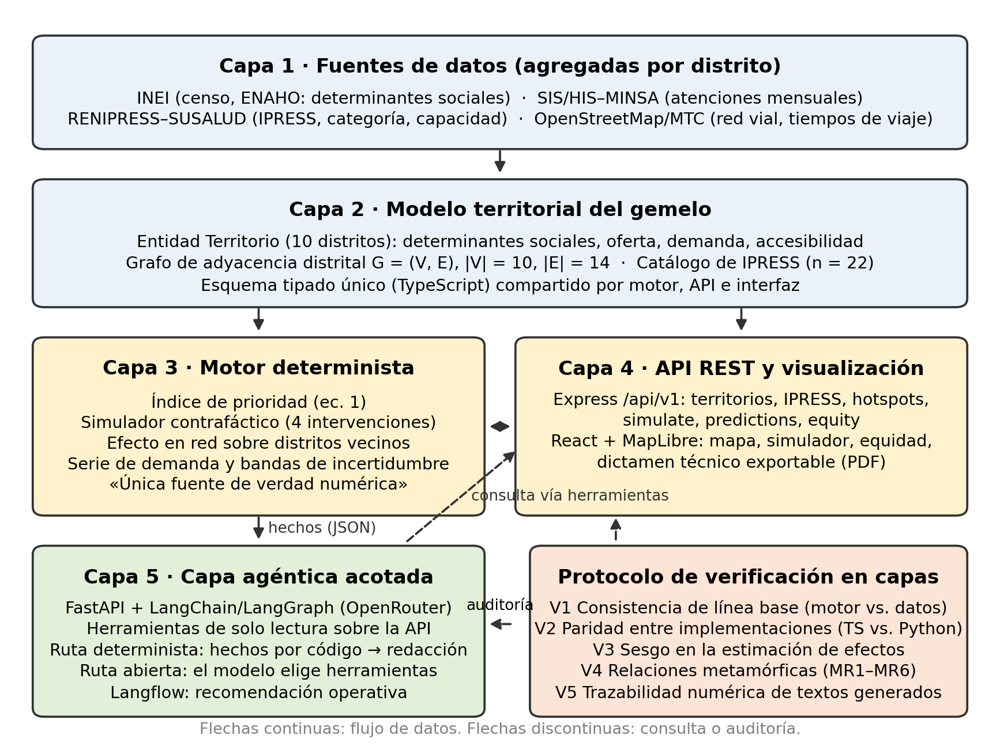 Capa 1 · Fuentes de datos (agregadas por distrito)
INEI (censo, ENAHO: determinantes sociales) · SIS/HIS–MINSA (atenciones mensuales)
RENIPRESS–SUSALUD (IPRESS, categoría, capacidad) · OpenStreetMap/MTC (red vial, tiempos de viaje)
Capa 2 · Modelo territorial del gemelo
Entidad Territorio (10 distritos): determinantes sociales, oferta, demanda, accesibilidad
Grafo de adyacencia distrital G = (V, E), |V| = 10, |E| = 14 · Catálogo de IPRESS (n = 22)
Esquema tipado único (TypeScript) compartido por motor, API e interfaz
Capa 3 · Motor determinista
Índice de prioridad (ec. 1)
Simulador contrafáctico (4 intervenciones)
Efecto en red sobre distritos vecinos
Serie de demanda y bandas de incertidumbre
«Única fuente de verdad numérica»
Capa 4 · API REST y visualización
Express /api/v1: territorios, IPRESS, hotspots,
simulate, predictions, equity
React + MapLibre: mapa, simulador, equidad,
dictamen técnico exportable (PDF)
consulta vía herramientas
hechos (JSON)
Capa 5 · Capa agéntica acotada
FastAPI + LangChain/LangGraph (OpenRouter)
Herramientas de solo lectura sobre la API
Ruta determinista: hechos por código → redacción
Ruta abierta: el modelo elige herramientas
Langflow: recomendación operativa
auditoría
Protocolo de verificación en capas
V1 Consistencia de línea base (motor vs. datos)
V2 Paridad entre implementaciones (TS vs. Python)
V3 Sesgo en la estimación de efectos
V4 Relaciones metamórficas (MR1–MR6)
V5 Trazabilidad numérica de textos generados
Flechas continuas: flujo de datos. Flechas discontinuas: consulta o auditoría.